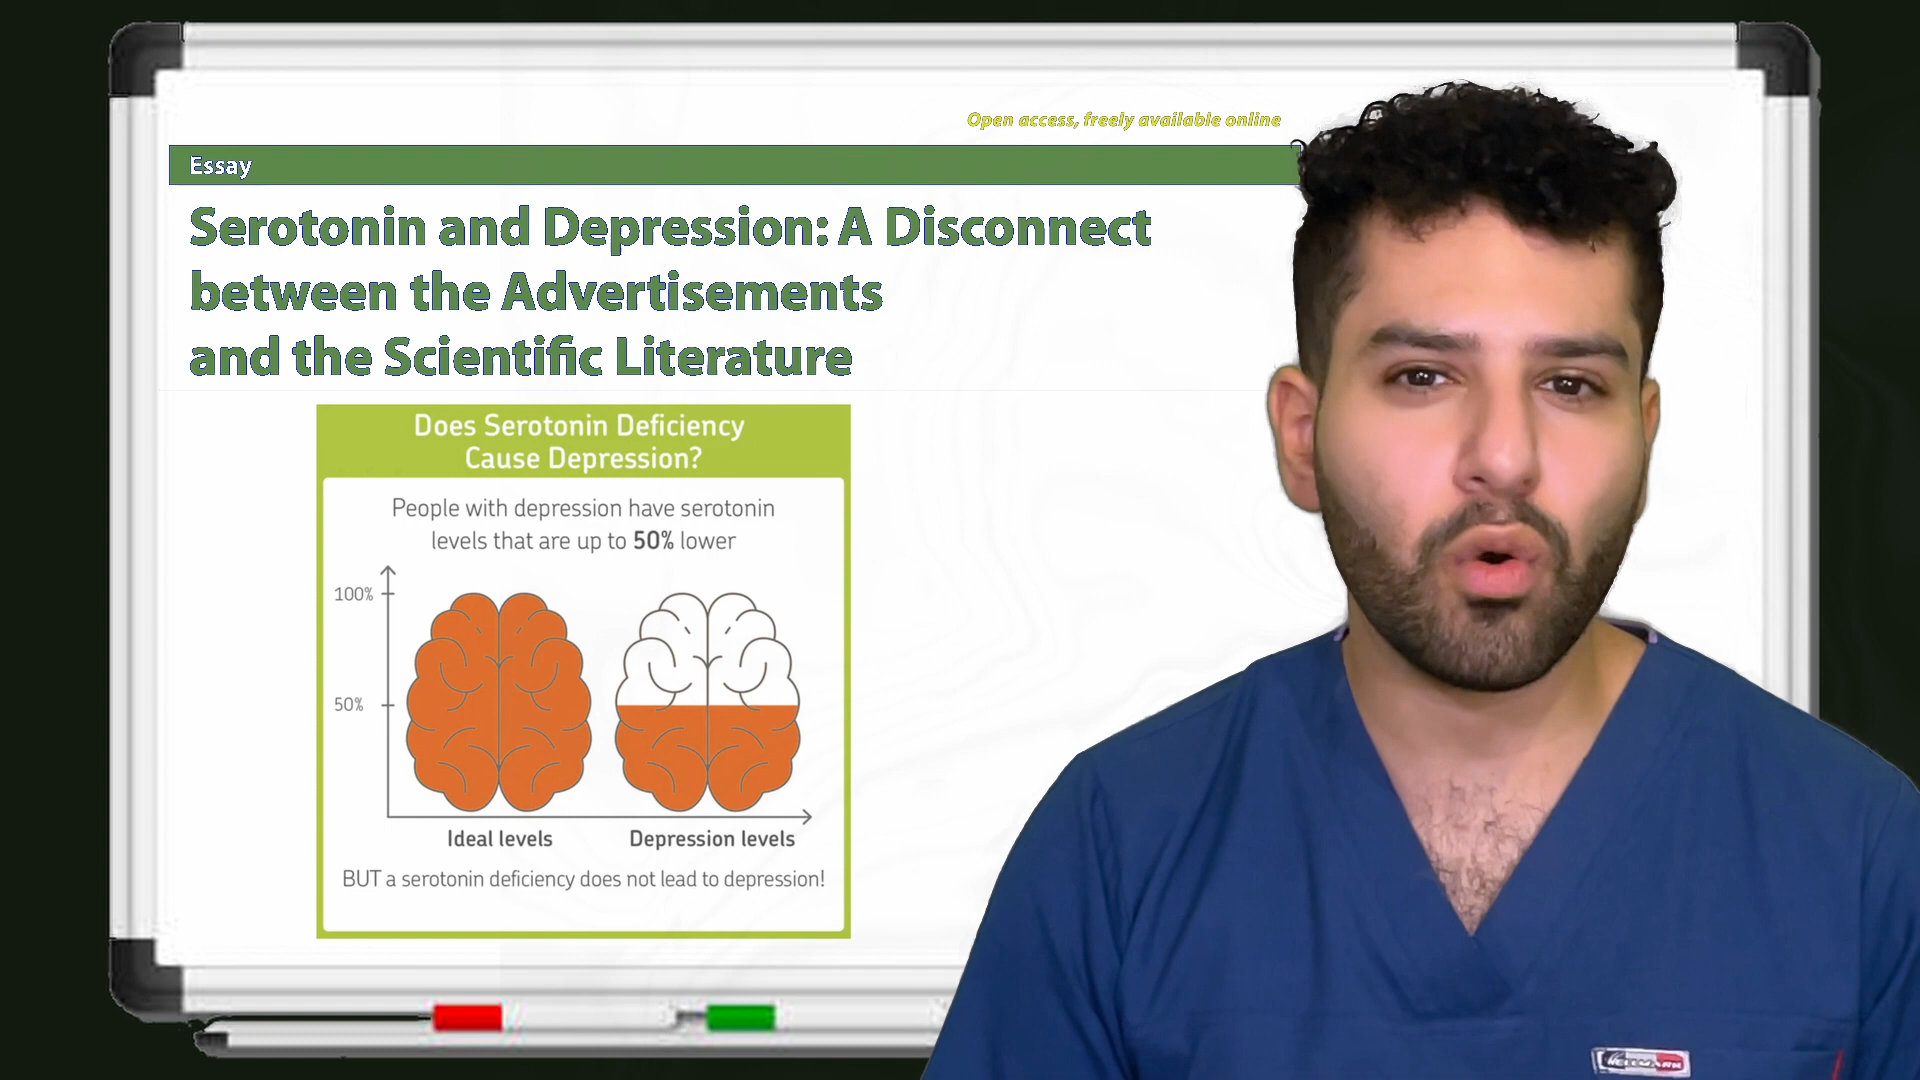 Open access, freely available online
Essay
Serotonin and Depression: A Disconnect
between the Advertisements
and the Scientific Literature
Does Serotonin Deficiency
Cause Depression?
People with depression have serotonin
levels that are up to 50% lower
100%
50%
Ideal levels
Depression levels
BUT a serotonin deficiency does not lead to depression!